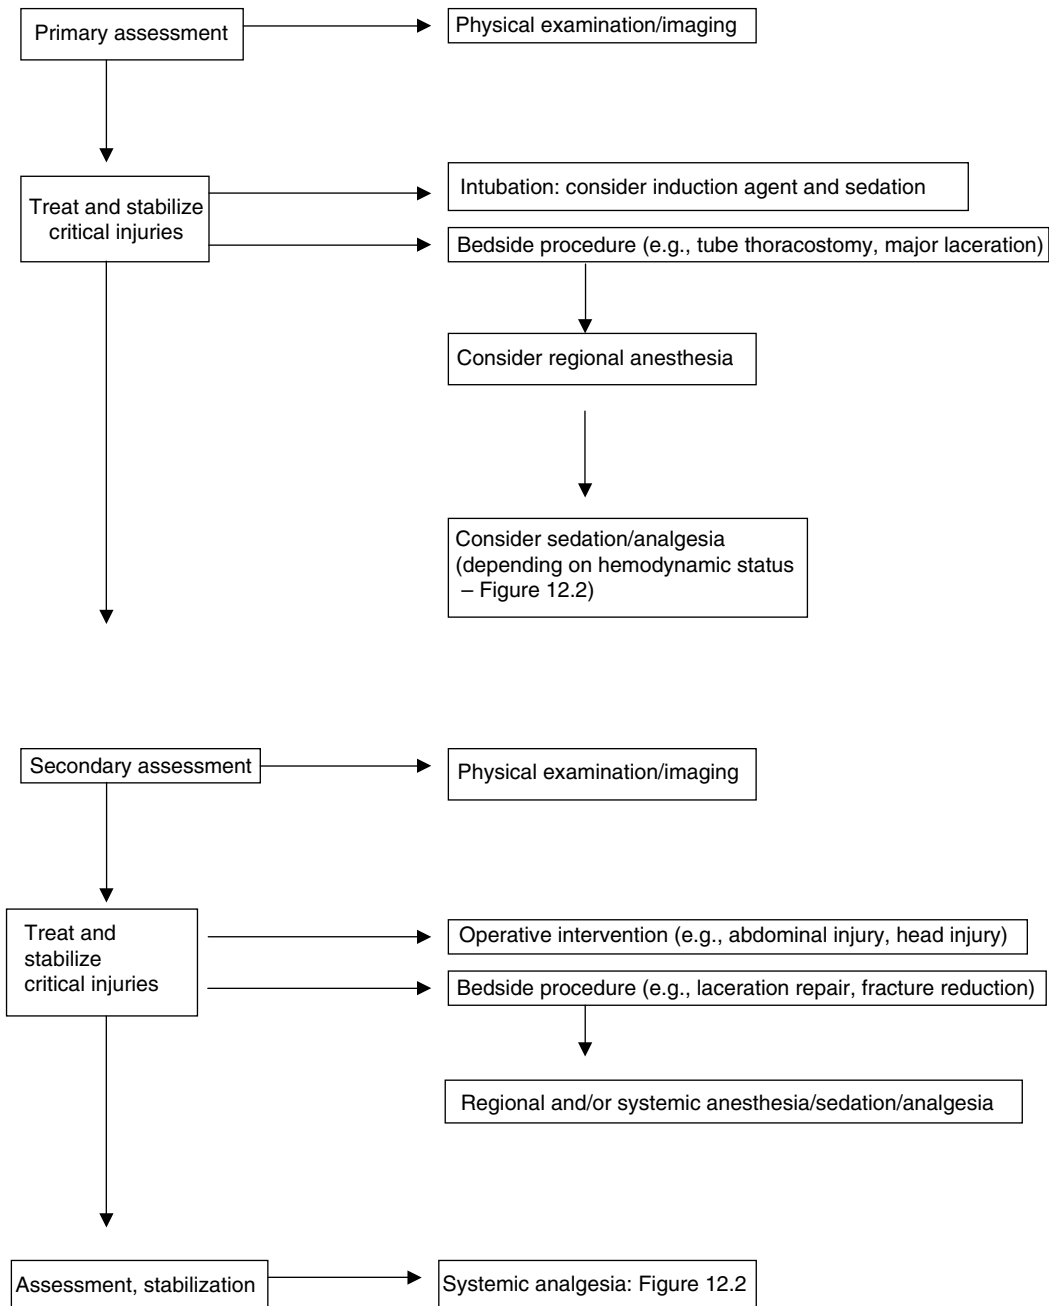 Primary assessment
Physical examination/imaging
Treat and stabilize
critical injuries
Intubation: consider induction agent and sedation
Bedside procedure (e.g., tube thoracostomy, major laceration)
Consider regional anesthesia
Consider sedation/analgesia
(depending on hemodynamic status
– Figure 12.2)
Secondary assessment
Physical examination/imaging
Treat and
stabilize
critical injuries
Operative intervention (e.g., abdominal injury, head injury)
Bedside procedure (e.g., laceration repair, fracture reduction)
Regional and/or systemic anesthesia/sedation/analgesia
Assessment, stabilization
Systemic analgesia: Figure 12.2